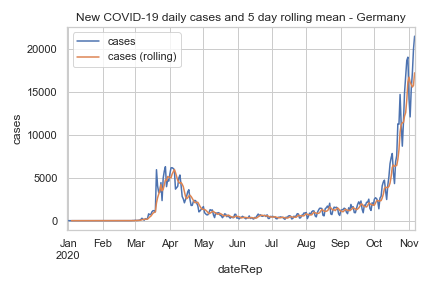 New COVID-19 daily cases and 5 day rolling mean - Germany
cases
cases (rolling)
cases
20000
15000
10000
5000
0
Jan Feb Mar Apr May Jun Jul Aug Sep Oct Nov
2020
dateRep